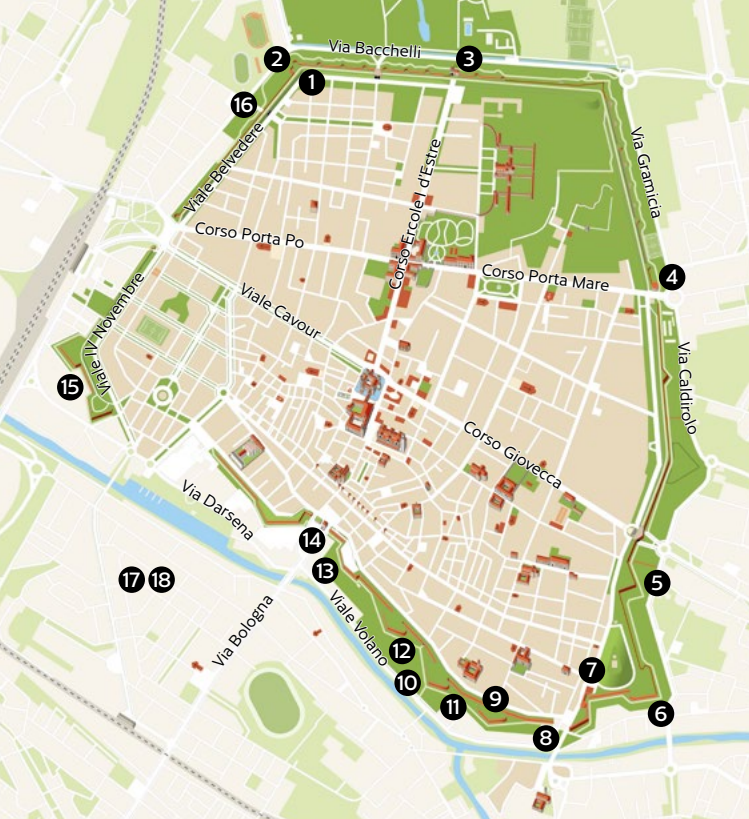 Via Bacchelli
2
3
1
16
Viale Belvedere
Via Gramicia
Corso Ercole I d'Estre
Corso Porta Po
Corso Porta Mare
4
Viale IV Novembre
Viale Cavour
Via Caldirolo
15
Corso Giovecca
Via Darsena
14
13
17
18
5
Viale Volano
Via Bologna
12
7
10
9
11
6
8